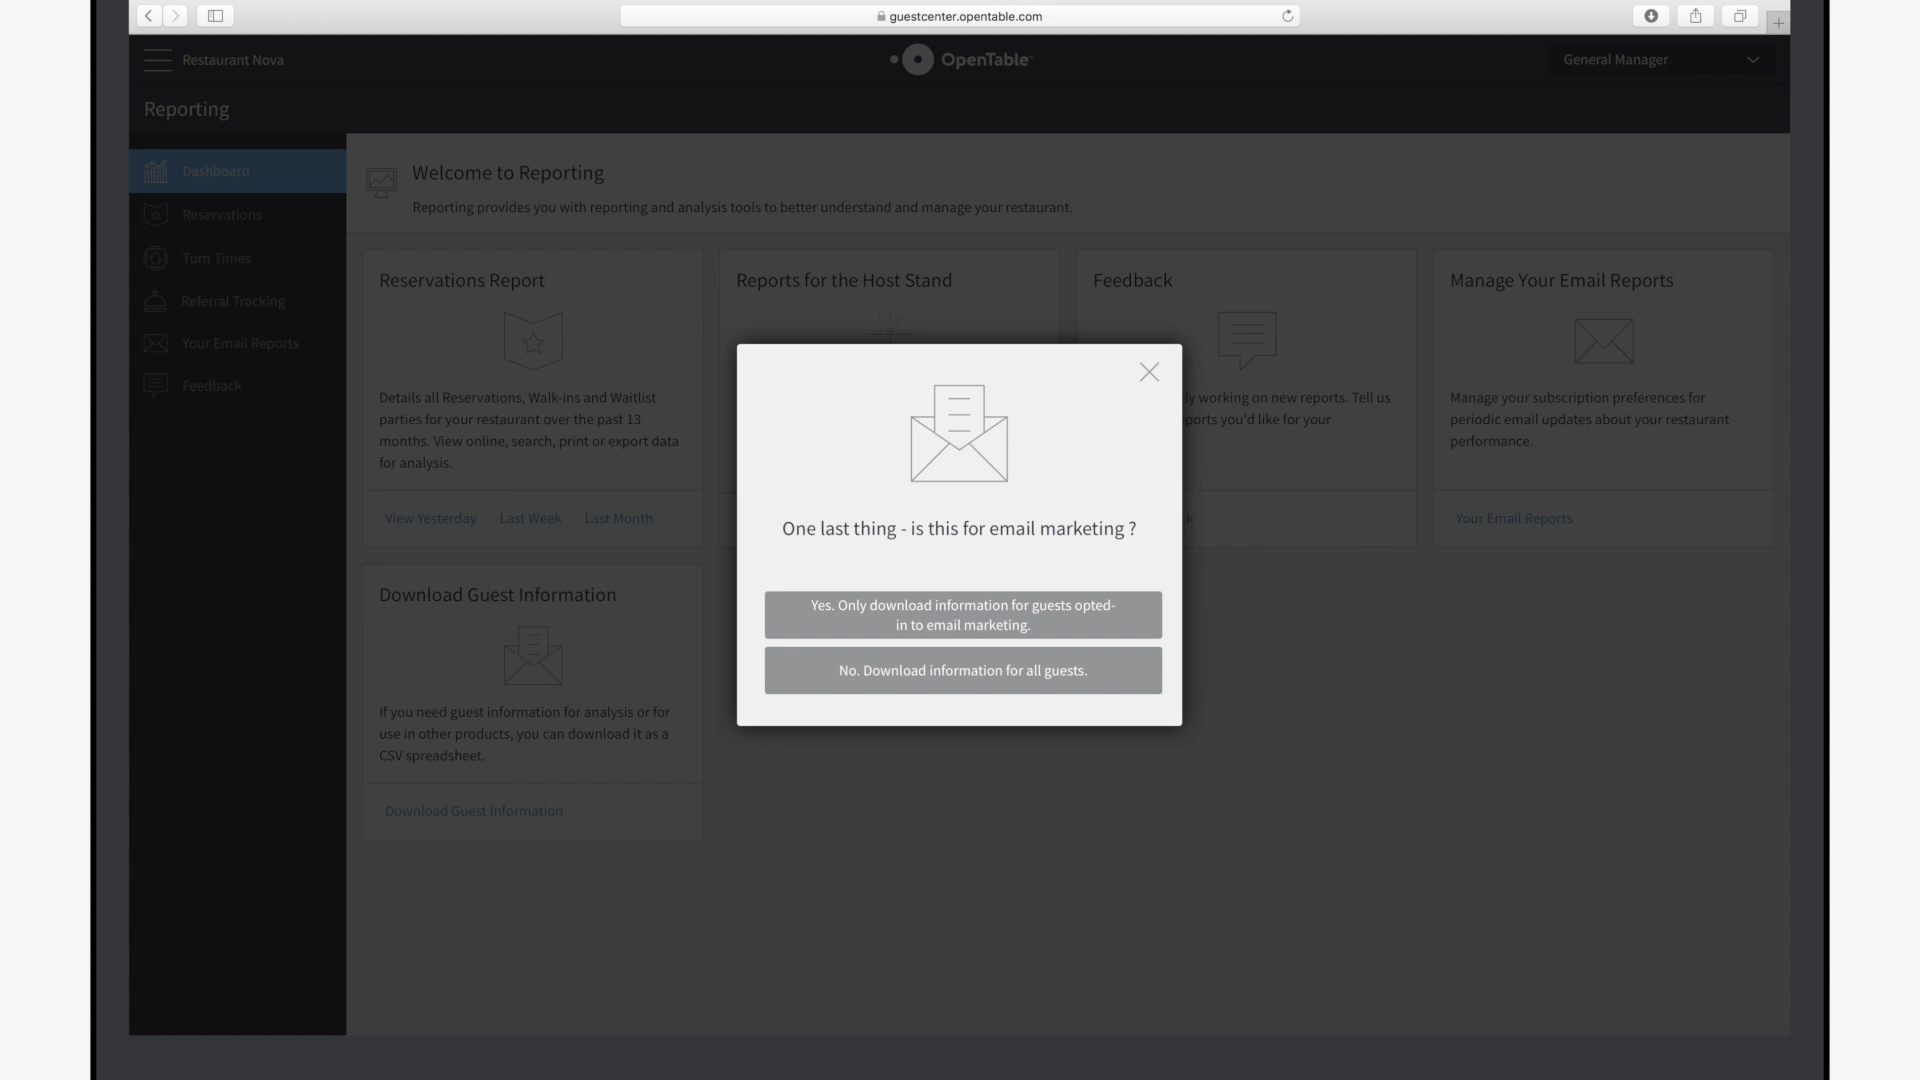 guestcenter.opentable.com
Restaurant Nova
OpenTable
General Manager
Reporting
Dashboard
Reservations
Turn Times
Referral Tracking
Your Email Reports
Feedback
Welcome to Reporting
Reporting provides you with reporting and analysis tools to better understand and manage your restaurant.
Reservations Report
Details all Reservations, Walk-ins and Waitlist
parties for your restaurant over the past 13
months. View online, search, print or export data
for analysis.
View Yesterday Last Week Last Month
Reports for the Host Stand
Feedback
working on new reports. Tell us
you'd like for your
Manage Your Email Reports
Manage your subscription preferences for
periodic email updates about your restaurant
performance.
Your Email Reports
Download Guest Information
If you need guest information for analysis or for
use in other products, you can download it as a
CSV spreadsheet.
Download Guest Information
One last thing - is this for email marketing ?
Yes. Only download information for guests opted-
in to email marketing.
No. Download information for all guests.